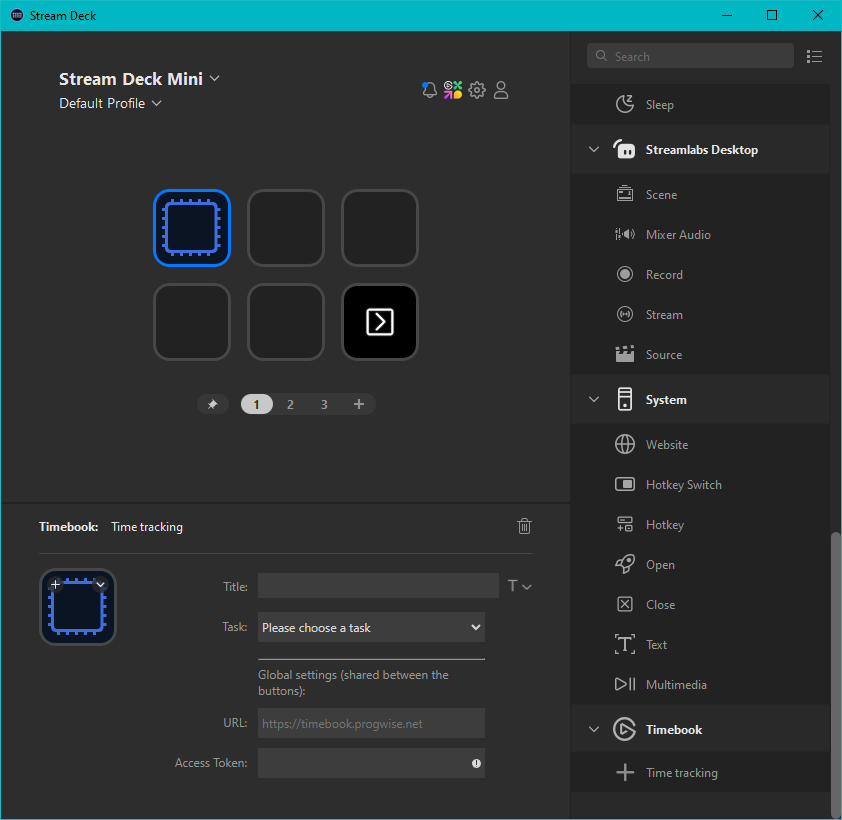 Stream Deck
Stream Deck Mini
Default Profile
1 2 3 +
Timebook: Time tracking
Title:
T
Task: Please choose a task
Global settings (shared between the
buttons):
URL: https://timebook.progwise.net
Access Token:
Search
Sleep
Streamlabs Desktop
Scene
Mixer Audio
Record
Stream
Source
System
Website
Hotkey Switch
Hotkey
Open
Close
Text
Multimedia
Timebook
Time tracking